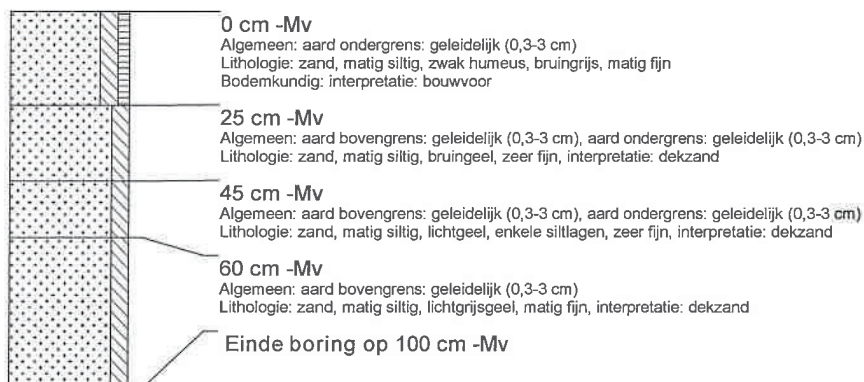 0 cm -Mv
Algemeen: aard ondergrens: geleidelijk (0,3-3 cm)
Lithologie: zand, matig siltig, zwak humeus, bruingrijs, matig fijn
Bodemkundig: interpretatie: bouwvoor
25 cm -Mv
Algemeen: aard bovengrens: geleidelijk (0,3-3 cm), aard ondergrens: geleidelijk (0,3-3 cm)
Lithologie: zand, matig siltig, bruingeel, zeer fijn, interpretatie: dekzand
45 cm -Mv
Algemeen: aard bovengrens: geleidelijk (0,3-3 cm), aard ondergrens: geleidelijk (0,3-3 cm)
Lithologie: zand, matig siltig, lichtgeel, enkele siltlagen, zeer fijn, interpretatie: dekzand
60 cm -Mv
Algemeen: aard bovengrens: geleidelijk (0,3-3 cm)
Lithologie: zand, matig siltig, lichtgrijsgeel, matig fijn, interpretatie: dekzand
Einde boring op 100 cm -Mv